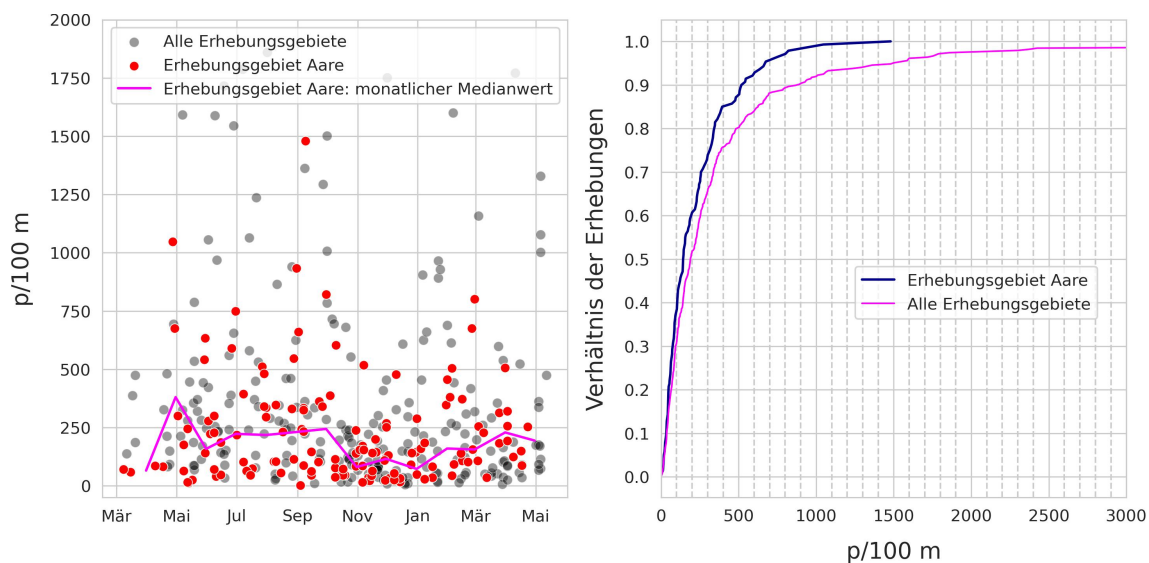 2000
1750
1500
1250
1000
750
500
250
0
p/100 m
Alle Erhebungsgebiete
Erhebungsgebiet Aare
Erhebungsgebiet Aare: monatlicher Medianwert
Mär Mai Jul Sep Nov Jan Mär Mai
1.0
0.9
0.8
0.7
0.6
0.5
0.4
0.3
0.2
0.1
0.0
Verhältnis der Erhebungen
Erhebungsgebiet Aare
Alle Erhebungsgebiete
0 500 1000 1500 2000 2500 3000
p/100 m